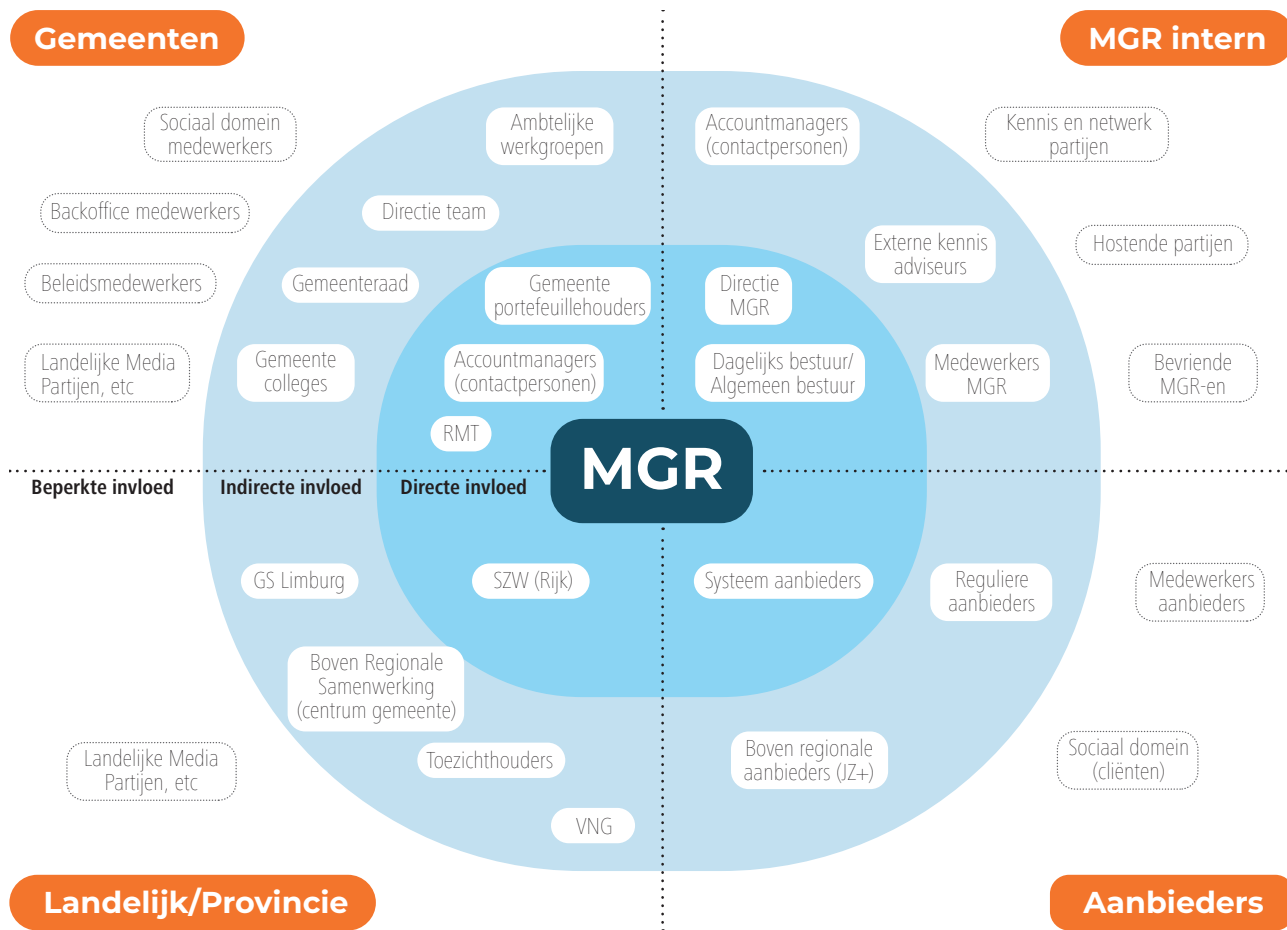 Gemeenten
MGR intern
Sociaal domein
medewerkers
Ambtelijke
werkgroepen
Accountmanagers
(contactpersonen)
Kennis en netwerk
partijen
Backoffice medewerkers
Directie team
Externe kennis
adviseurs
Hostende partijen
Beleidsmedewerkers
Gemeenteraad
Gemeente
portefeuillehouders
Directie
MGR
Landelijke Media
Partijen, etc
Gemeente
colleges
Accountmanagers
(contactpersonen)
Dagelijks bestuur/
Algemeen bestuur
Medewerkers
MGR
Bevriende
MGR-en
RMT
MGR
Beperkte invloed
Indirecte invloed
Directe invloed
GS Limburg
SZW (Rijk)
Systeem aanbieders
Reguliere
aanbieders
Medewerkers
aanbieders
Boven Regionale
Samenwerking
(centrum gemeente)
Landelijke Media
Partijen, etc
Toezichthouders
Boven regionale
aanbieders (JZ+)
Sociaal domein
(cliënten)
VNG
Landelijk/Provincie
Aanbieders